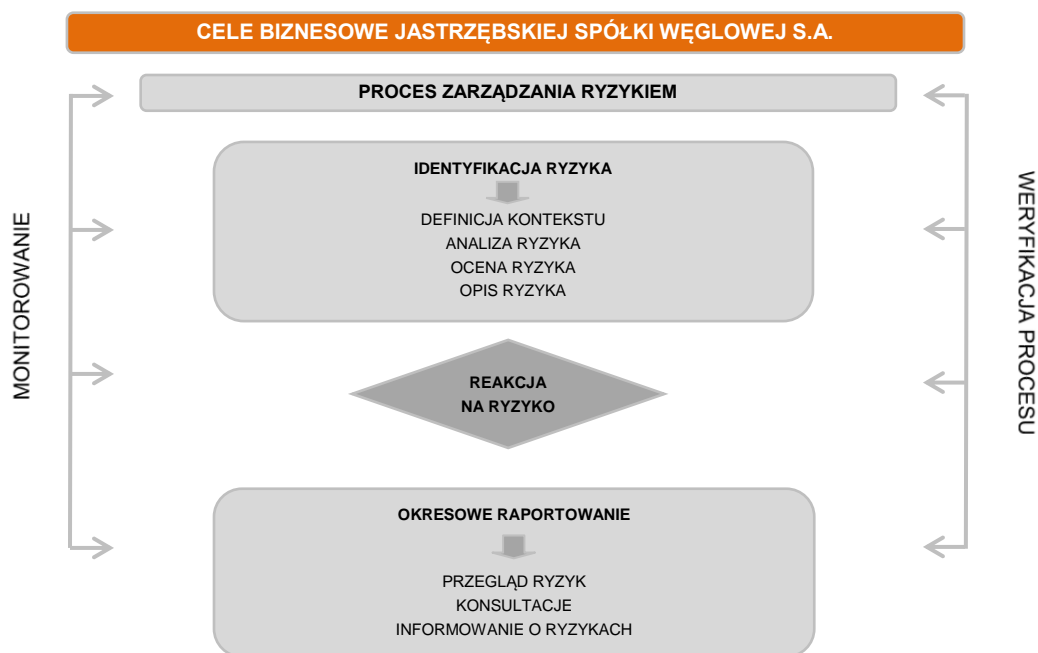 CELE BIZNESOWE JASTRZĘBSKIEJ SPÓŁKI WĘGLOWEJ S.A.
PROCES ZARZĄDZANIA RYZYKIEM
MONITOROWANIE
IDENTYFIKACJA RYZYKA
DEFINICJA KONTEKSTU
ANALIZA RYZYKA
OCENA RYZYKA
OPIS RYZYKA
REAKCJA
NA RYZYKO
OKRESOWE RAPORTOWANIE
PRZEGLĄD RYZYK
KONSULTACJE
INFORMOWANIE O RYZYKACH
WERYFIKACJA PROCESU